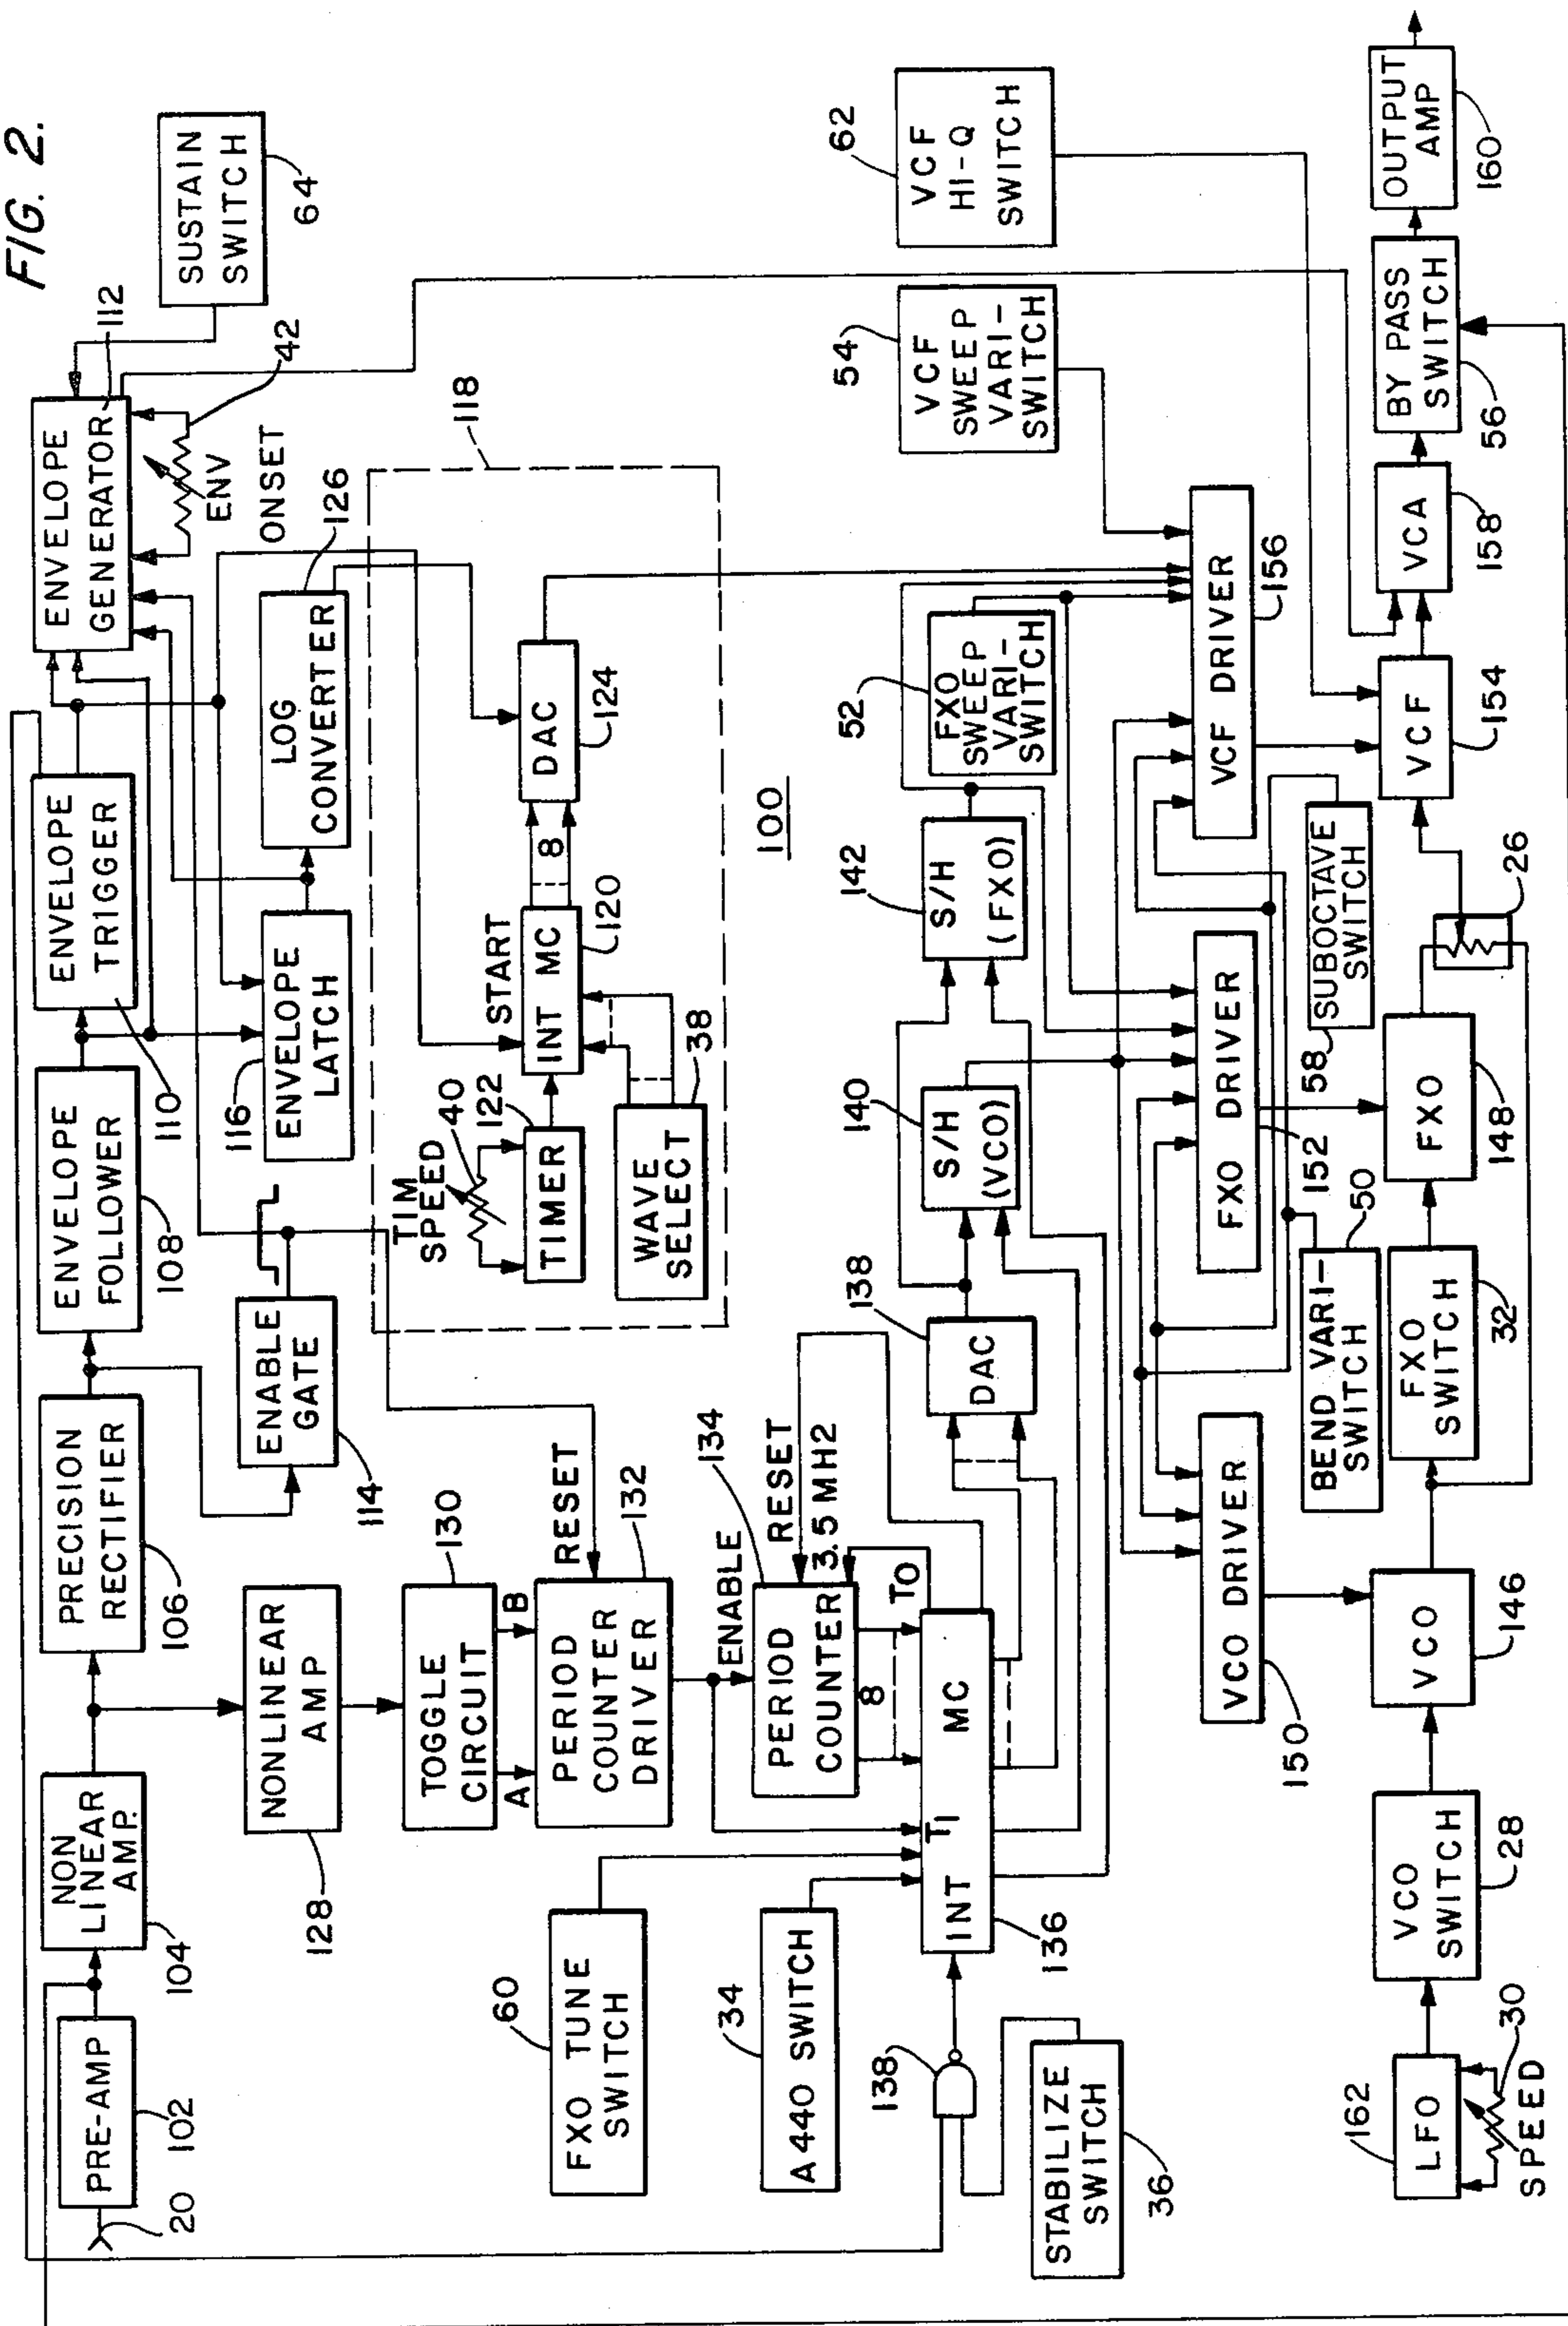 FIG. 2.
20
PRE-AMP
102
NON
LINEAR
AMP.
104
PRECISION
RECTIFIER
106
ENVELOPE
FOLLOWER
108
ENVELOPE
TRIGGER
110
ENVELOPE
GENERATOR
112
SUSTAIN
SWITCH
64
42
ENV
ONSET
NONLINEAR
AMP
128
ENABLE
GATE
114
ENVELOPE
LATCH
116
LOG
CONVERTER
126
118
TOGGLE
CIRCUIT
130
A
B
RESET
PERIOD
COUNTER
DRIVER
132
TIM
SPEED
40
TIMER
122
START
INT MC
120
8
DAC
124
WAVE
SELECT
38
100
ENABLE
134
RESET
3.5 MH2
PERIOD
COUNTER
8
TO
FXO TUNE
SWITCH
60
A 440 SWITCH
34
INT
T1
MC
136
138
STABILIZE
SWITCH
36
DAC
138
S/H
(VCO)
140
S/H
(FXO)
142
FXO
SWEEP
VARI-
SWITCH
52
VCF
SWEEP
VARI-
SWITCH
54
VCF
HI-Q
SWITCH
62
VCO DRIVER
150
FXO DRIVER
152
VCF DRIVER
156
BEND VARI-
SWITCH
50
SUBOCTAVE
SWITCH
58
LFO
162
SPEED
30
VCO
SWITCH
28
VCO
146
FXO
SWITCH
32
FXO
148
26
VCF
154
VCA
158
BY PASS
SWITCH
56
OUTPUT
AMP
160